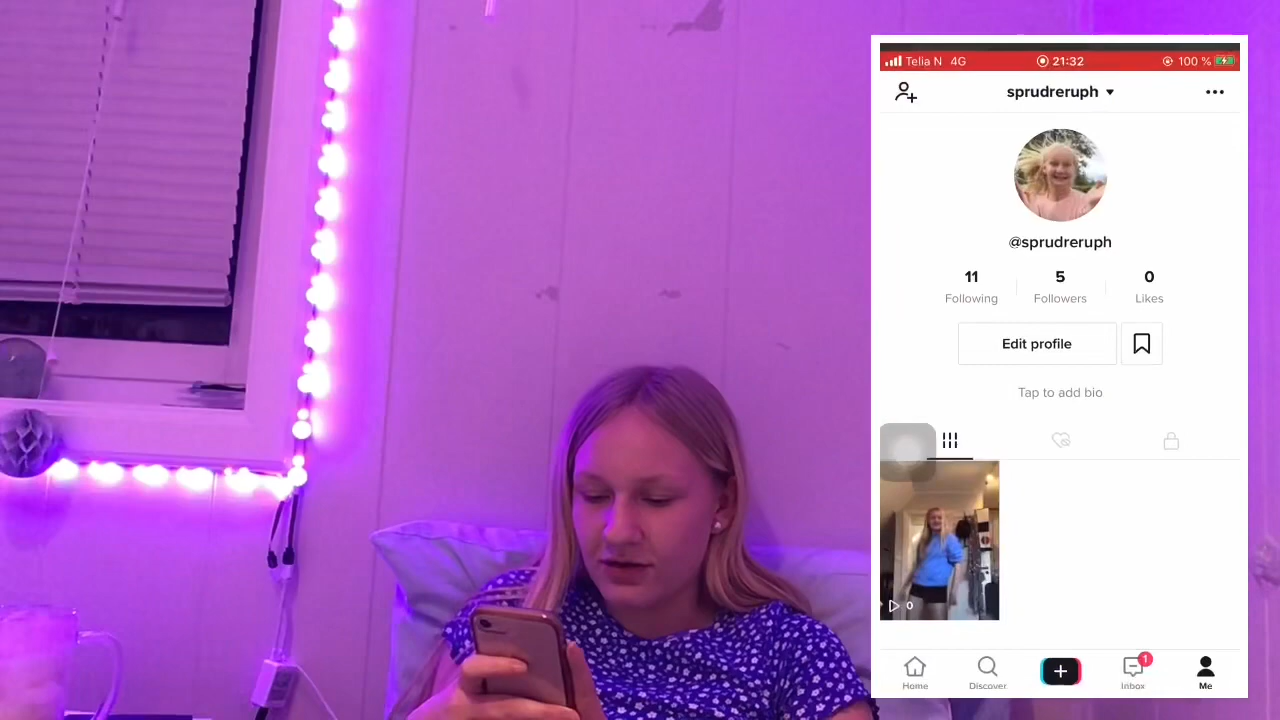 Telia N 4G 21:32 100 %
sprudreruph
@sprudreruph
11 5 0
Following Followers Likes
Edit profile
Tap to add bio
0
1
Home Discover Inbox Me